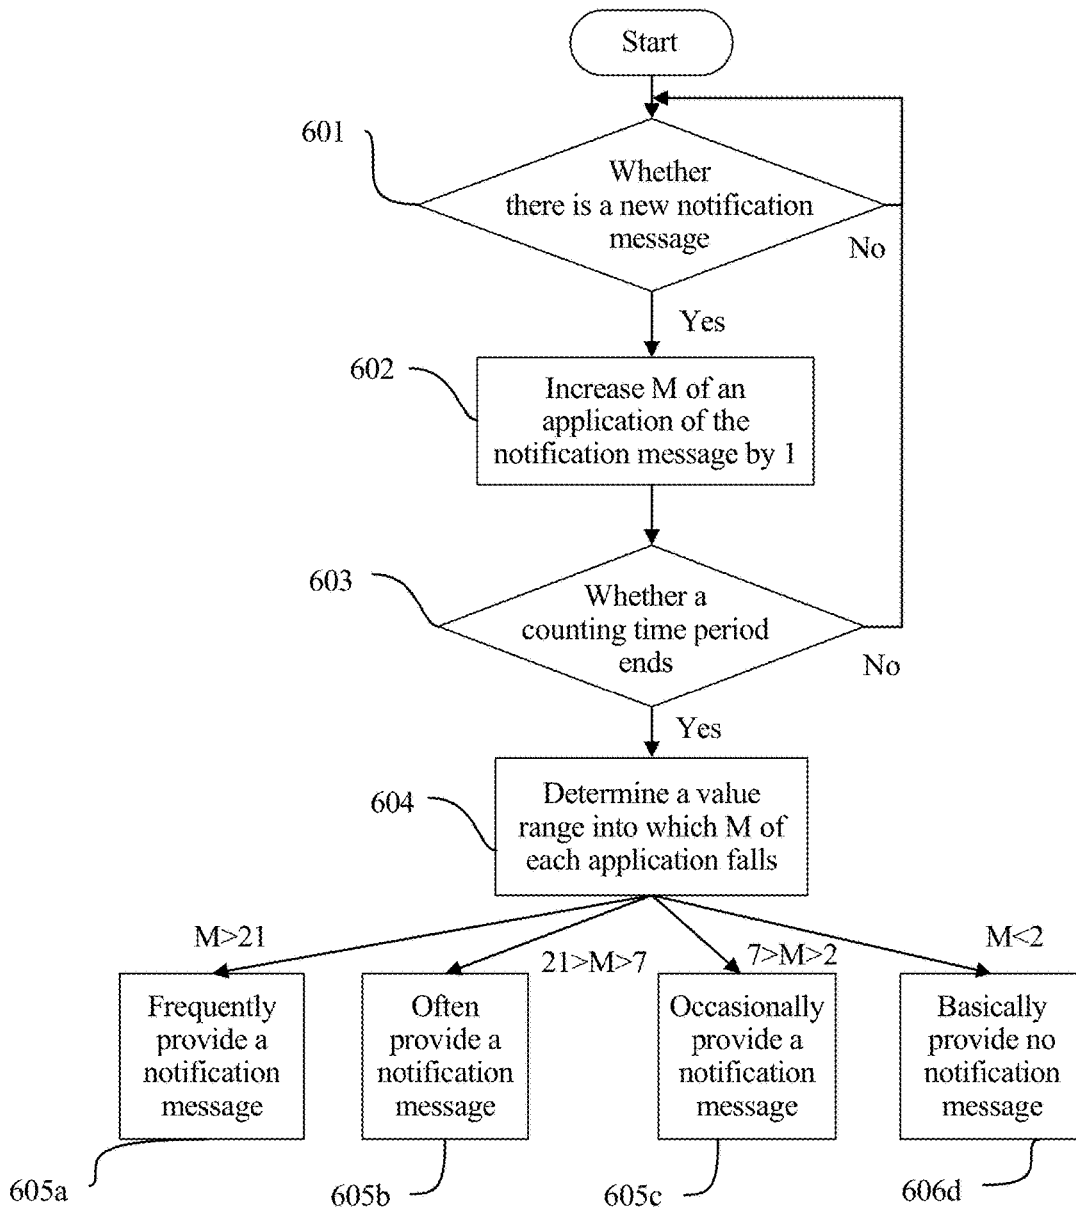 Start
601
Whether
there is a new notification
message
No
Yes
602
Increase M of an
application of the
notification message by 1
603
Whether a
counting time period
ends
No
Yes
604
Determine a value
range into which M of
each application falls
M>21
21>M>7
7>M>2
M<2
Frequently
provide a
notification
message
Often
provide a
notification
message
Occasionally
provide a
notification
message
Basically
provide no
notification
message
605a
605b
605c
606d